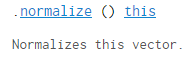 .normalize () this
Normalizes this vector.